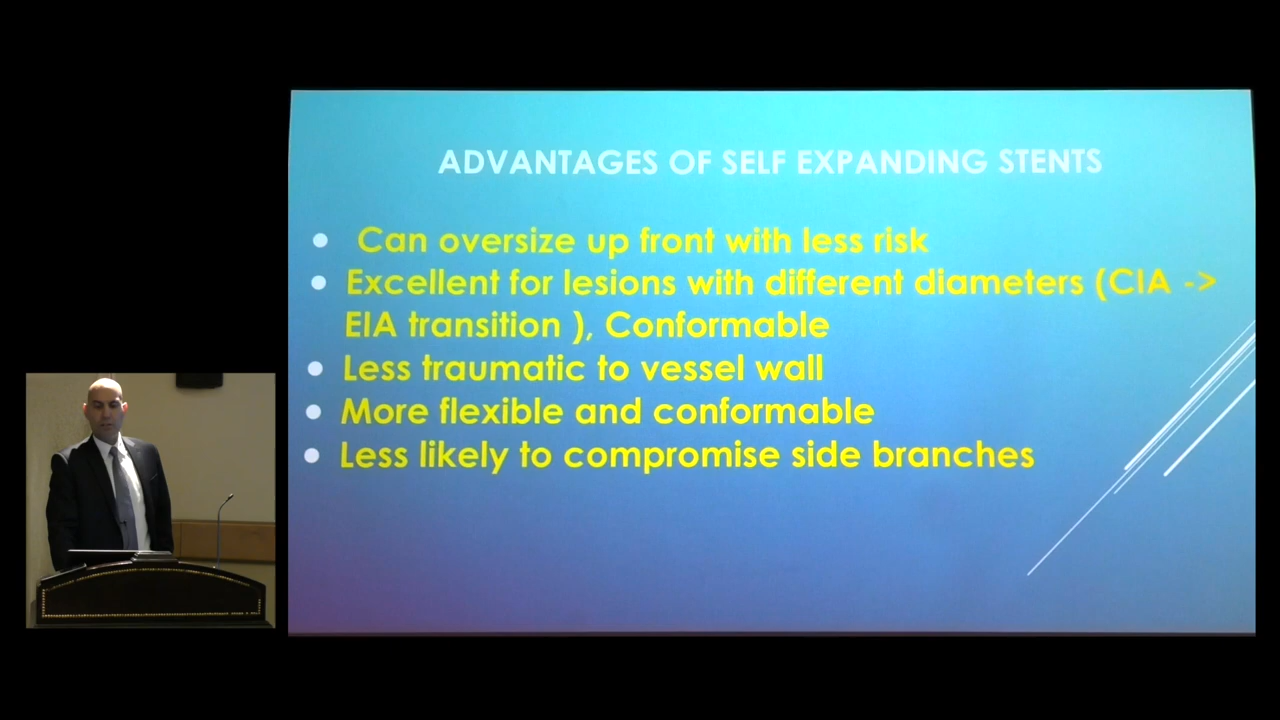 ADVANTAGES OF SELF EXPANDING STENTS
• Can oversize up front with less risk
• Excellent for lesions with different diameters (CIA ->
EIA transition ), Conformable
• Less traumatic to vessel wall
• More flexible and conformable
• Less likely to compromise side branches